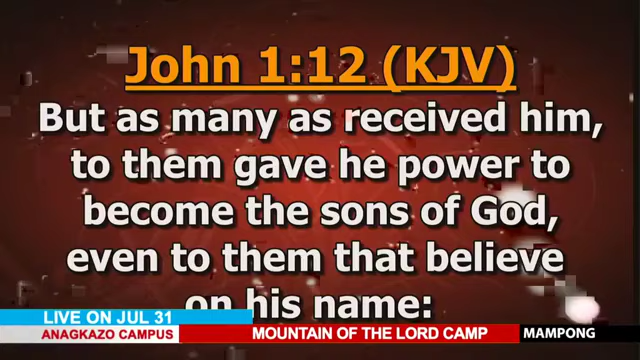 John 1:12 (KJV)
But as many as received him,
to them gave he power to
become the sons of God,
even to them that believe
on his name:
LIVE ON JUL 31
ANAGKAZO CAMPUS MOUNTAIN OF THE LORD CAMP MAMPONG